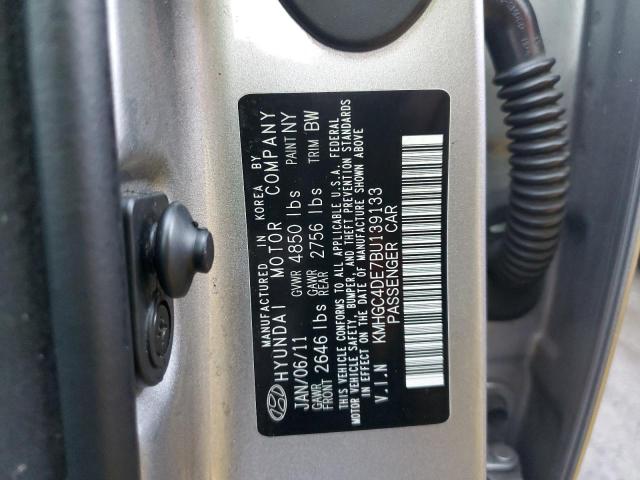 MANUFACTURED IN KOREA BY
HYUNDAI MOTOR COMPANY
JAN/06/11 GVWR 4850 lbs PAINT NY
GAWR FRONT 2646 lbs GAWR REAR 2756 lbs TRIM BW
THIS VEHICLE CONFORMS TO ALL APPLICABLE U.S.A. FEDERAL
MOTOR VEHICLE SAFETY, BUMPER, AND THEFT PREVENTION STANDARDS
IN EFFECT ON THE DATE OF MANUFACTURE SHOWN ABOVE
V.I.N KMHGC4DE7BU139133
PASSENGER CAR